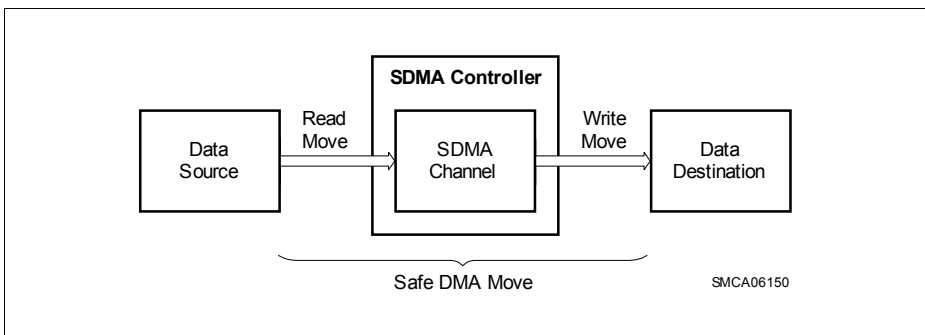 SDMA Controller
Read
Move
Write
Move
Data
Source
SDMA
Channel
Data
Destination
Safe DMA Move
SMCA06150